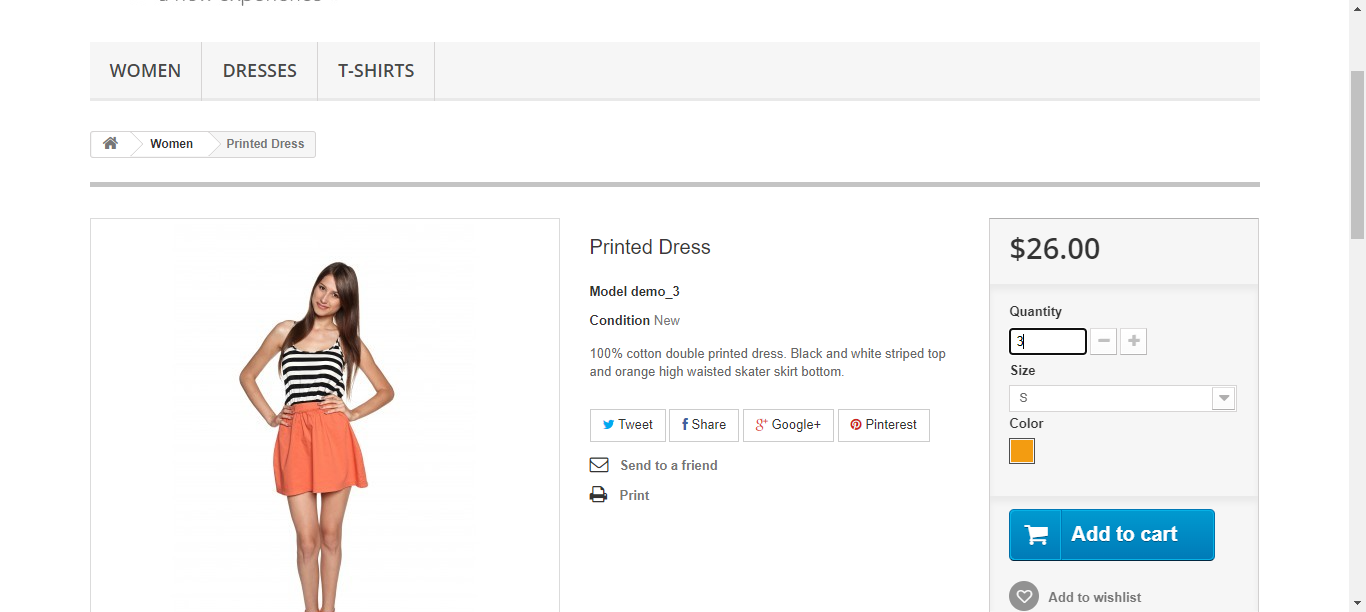 a new experience
WOMEN
DRESSES
T-SHIRTS
Women
Printed Dress
Printed Dress
Model demo_3
Condition New
100% cotton double printed dress. Black and white striped top
and orange high waisted skater skirt bottom.
Tweet
Share
Google+
Pinterest
Send to a friend
Print
$26.00
Quantity
3
Size
S
Color
Add to cart
Add to wishlist